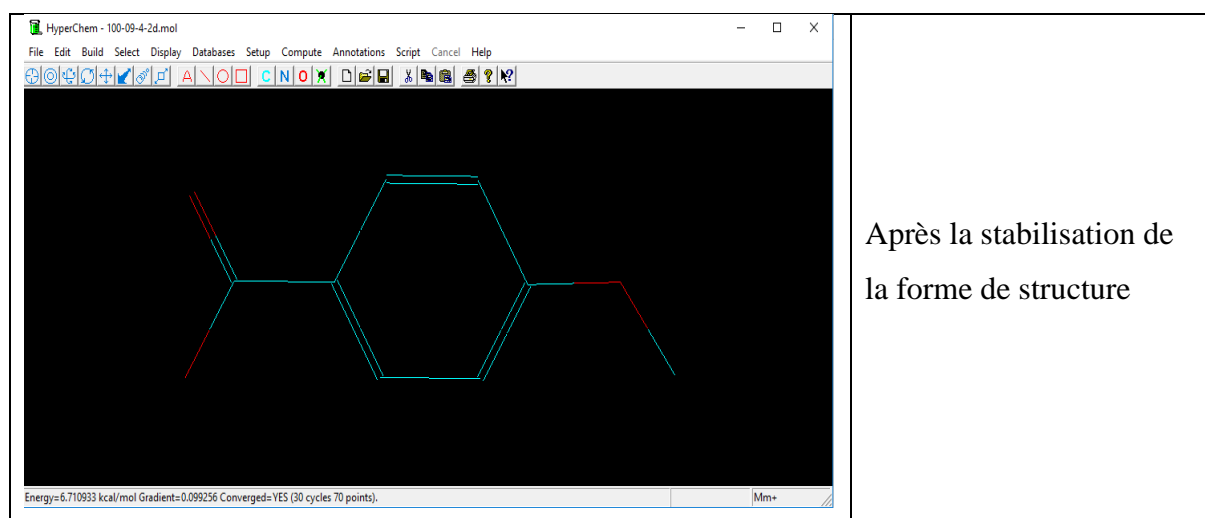 HyperChem - 100-09-4-2d.mol
File Edit Build Select Display Databases Setup Compute Annotations Script Cancel Help
A C N O
Après la stabilisation de
la forme de structure
Energy=6.710933 kcal/mol Gradient=0.099256 Converged=YES (30 cycles 70 points).
Mm+